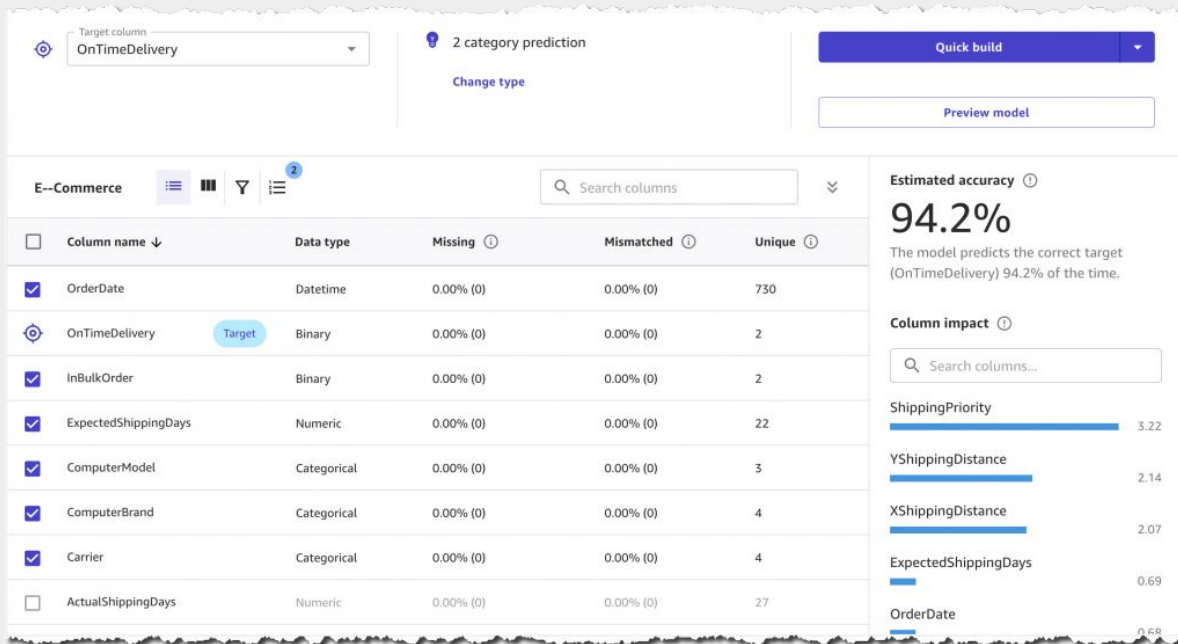 Target column
OnTimeDelivery
2 category prediction
Change type
Quick build
Preview model
E--Commerce
2
Search columns
Column name Data type Missing Mismatched Unique
OrderDate Datetime 0.00% (0) 0.00% (0) 730
OnTimeDelivery Target Binary 0.00% (0) 0.00% (0) 2
InBulkOrder Binary 0.00% (0) 0.00% (0) 2
ExpectedShippingDays Numeric 0.00% (0) 0.00% (0) 22
ComputerModel Categorical 0.00% (0) 0.00% (0) 3
ComputerBrand Categorical 0.00% (0) 0.00% (0) 4
Carrier Categorical 0.00% (0) 0.00% (0) 4
ActualShippingDays Numeric 0.00% (0) 0.00% (0) 27
Estimated accuracy
94.2%
The model predicts the correct target
(OnTimeDelivery) 94.2% of the time.
Column impact
Search columns...
ShippingPriority
3.22
YShippingDistance
2.14
XShippingDistance
2.07
ExpectedShippingDays
0.69
OrderDate
0.68